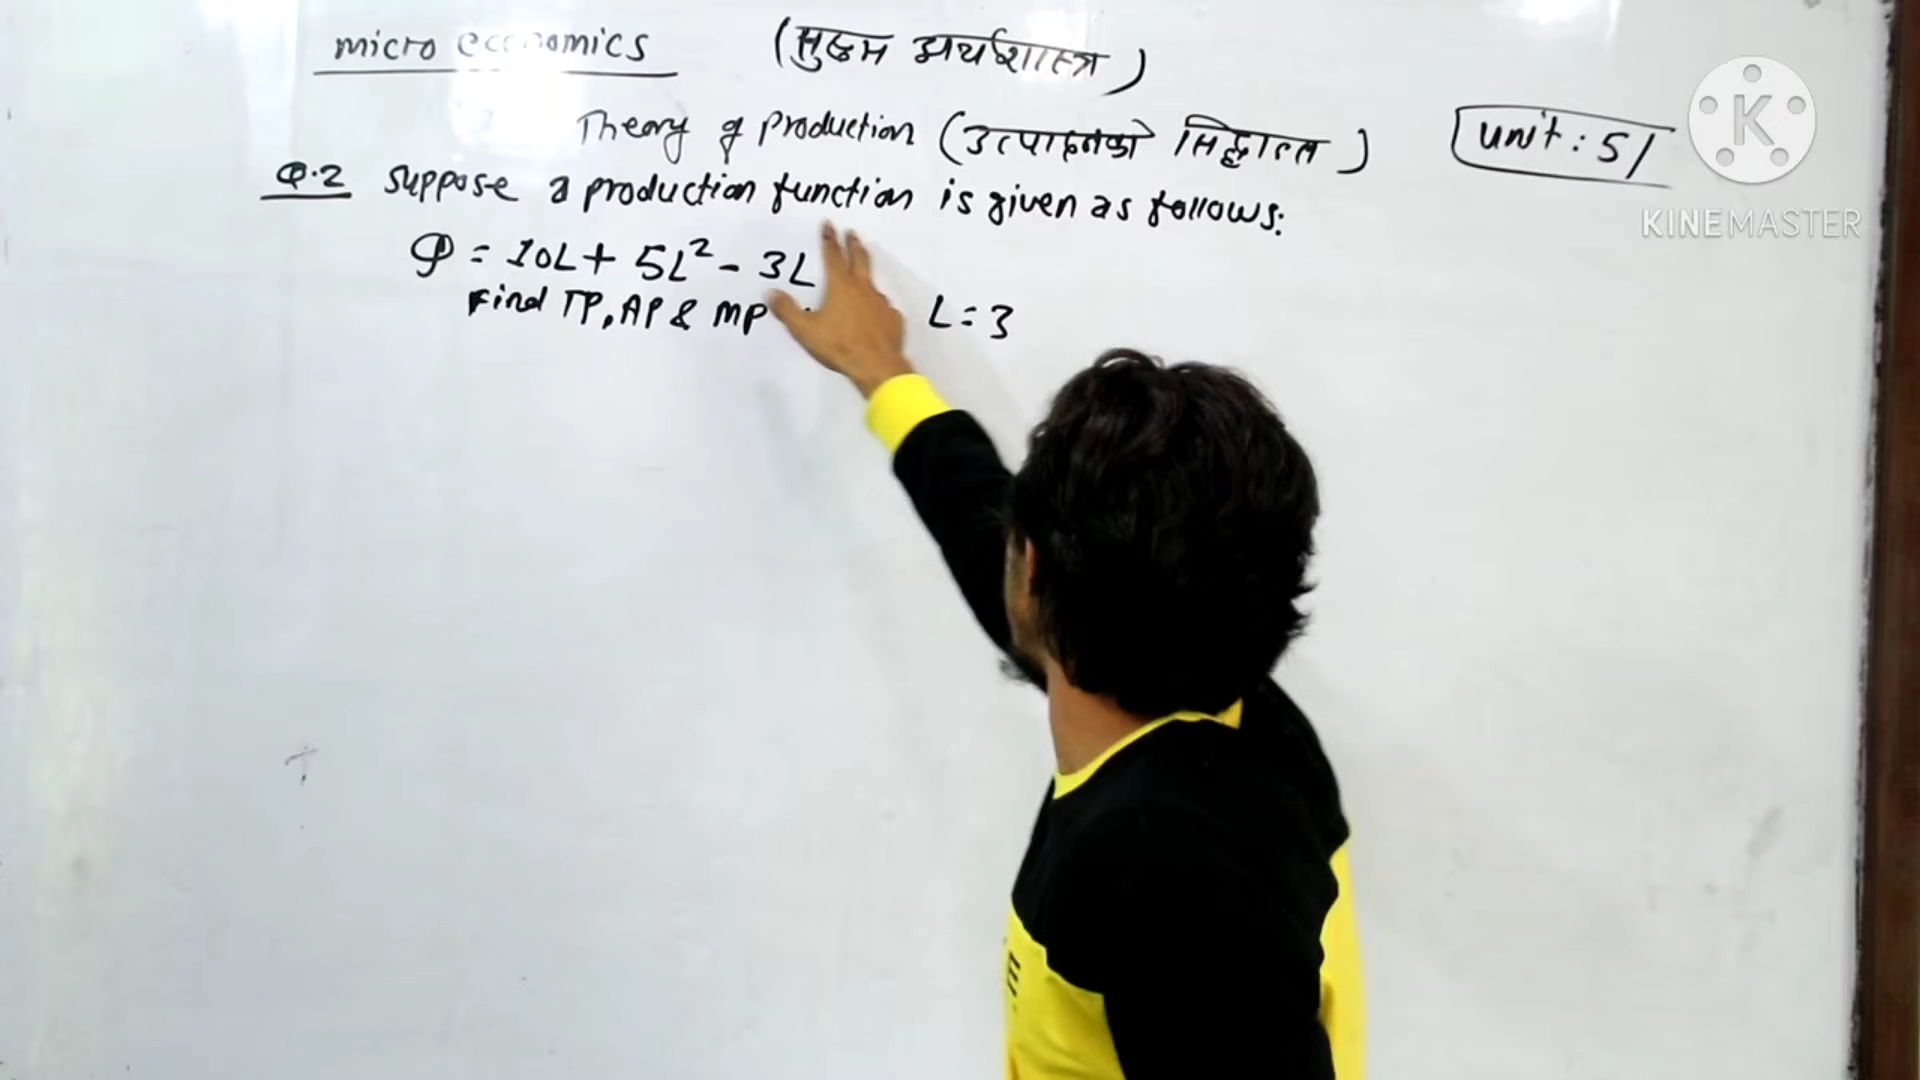 micro economics (सुक्ष्म अर्थशास्त्र)
Theory of production (उत्पादनको सिद्धान्त) unit: 5/
Q.2 suppose a production function is given as follows:
Q = 10L + 5L² - 3L
Find TP, AP & MP L = 3
K
KINEMASTER